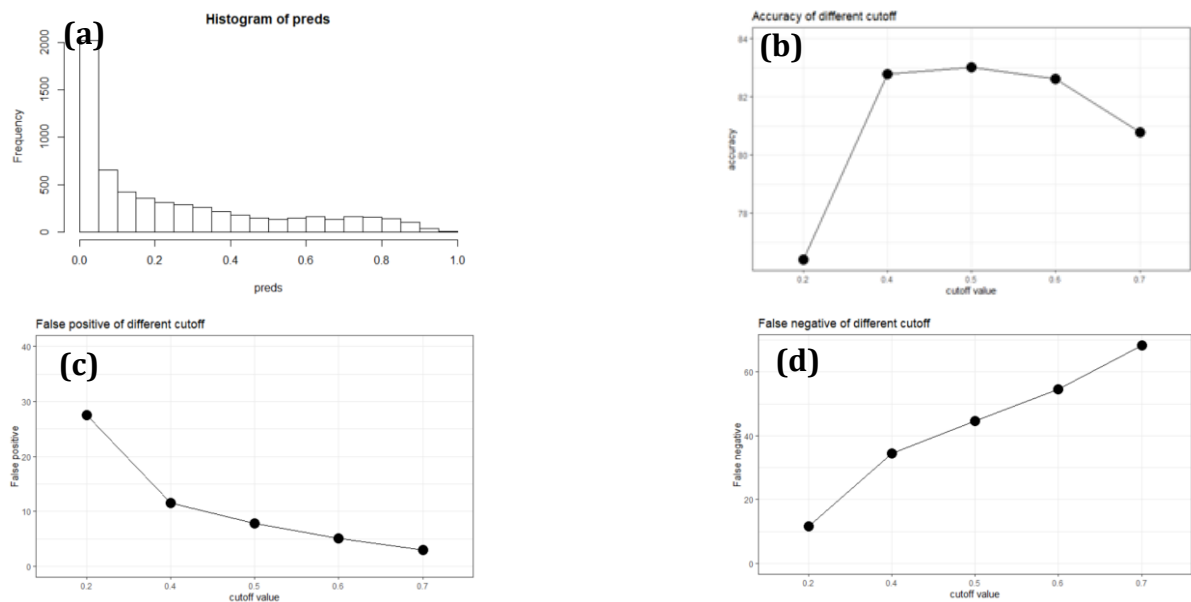 (a)
Histogram of preds
Frequency
2000
1500
1000
500
0
0.0 0.2 0.4 0.6 0.8 1.0
preds
(b)
Accuracy of different cutoff
accuracy
84
82
80
78
0.2 0.4 0.5 0.6 0.7
cutoff value
(c)
False positive of different cutoff
False positive
40
30
20
10
0
0.2 0.4 0.5 0.6 0.7
cutoff value
(d)
False negative of different cutoff
False negative
60
40
20
0
0.2 0.4 0.5 0.6 0.7
cutoff value